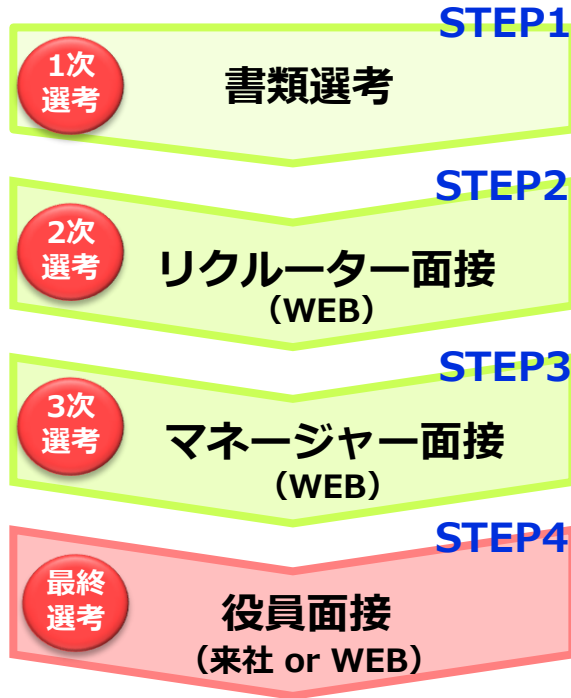 STEP1
1次
選考
書類選考
STEP2
2次
選考
リクルーター面接
（WEB）
STEP3
3次
選考
マネージャー面接
（WEB）
STEP4
最終
選考
役員面接
（来社 or WEB）